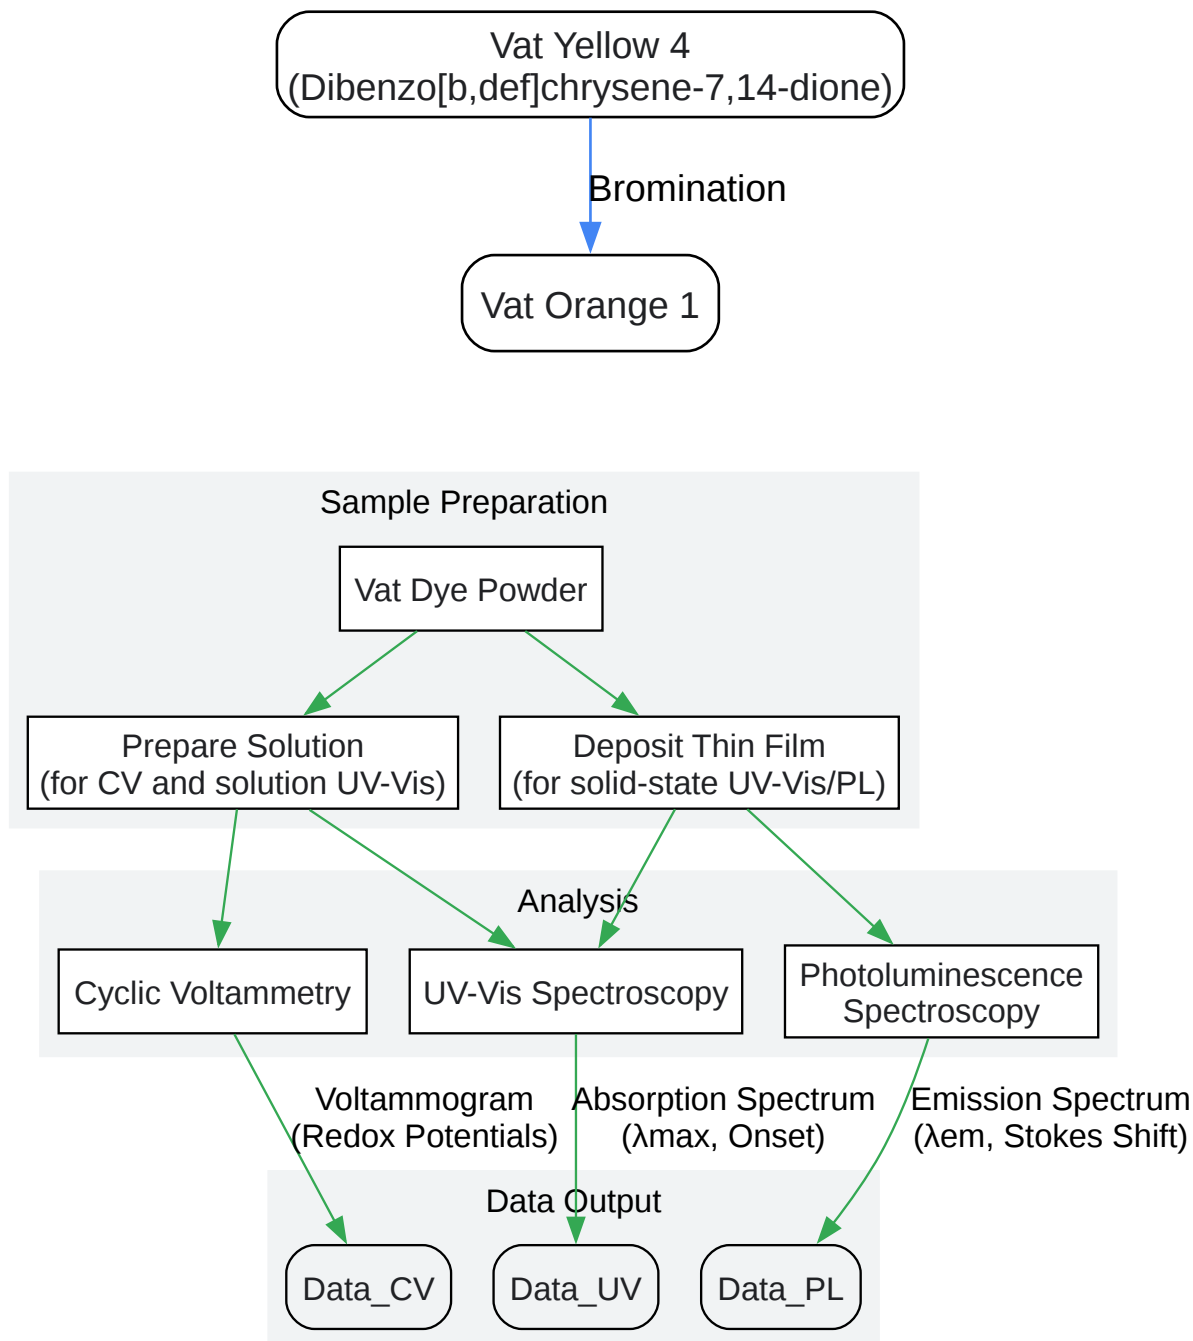 Vat Yellow 4
(Dibenzo[b,def]chrysene-7,14-dione)
Bromination
Vat Orange 1
Sample Preparation
Vat Dye Powder
Prepare Solution
(for CV and solution UV-Vis)
Deposit Thin Film
(for solid-state UV-Vis/PL)
Analysis
Cyclic Voltammetry
UV-Vis Spectroscopy
Photoluminescence
Spectroscopy
Voltammogram
(Redox Potentials)
Absorption Spectrum
(λmax, Onset)
Emission Spectrum
(λem, Stokes Shift)
Data Output
Data_CV
Data_UV
Data_PL